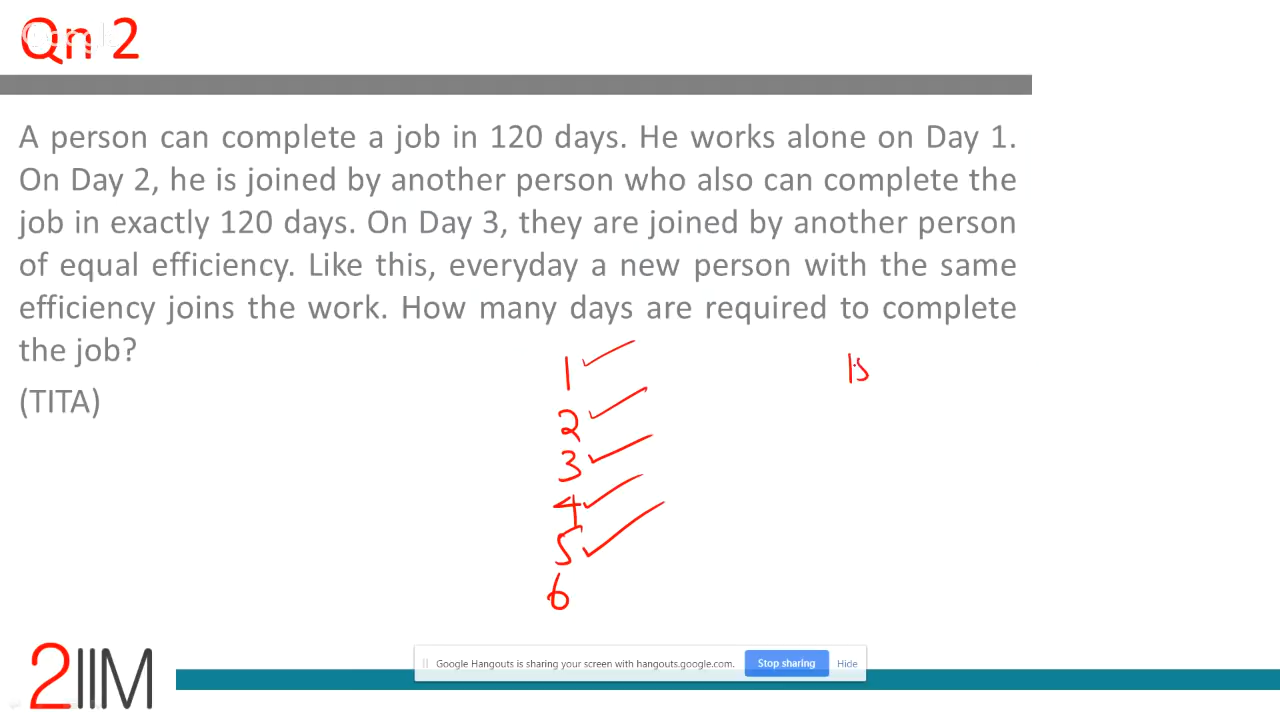 Qn 2
A person can complete a job in 120 days. He works alone on Day 1.
On Day 2, he is joined by another person who also can complete the
job in exactly 120 days. On Day 3, they are joined by another person
of equal efficiency. Like this, everyday a new person with the same
efficiency joins the work. How many days are required to complete
the job?
(TITA)
1
2
3
4
5
6
15
2IIM
Google Hangouts is sharing your screen with hangouts.google.com.
Stop sharing
Hide